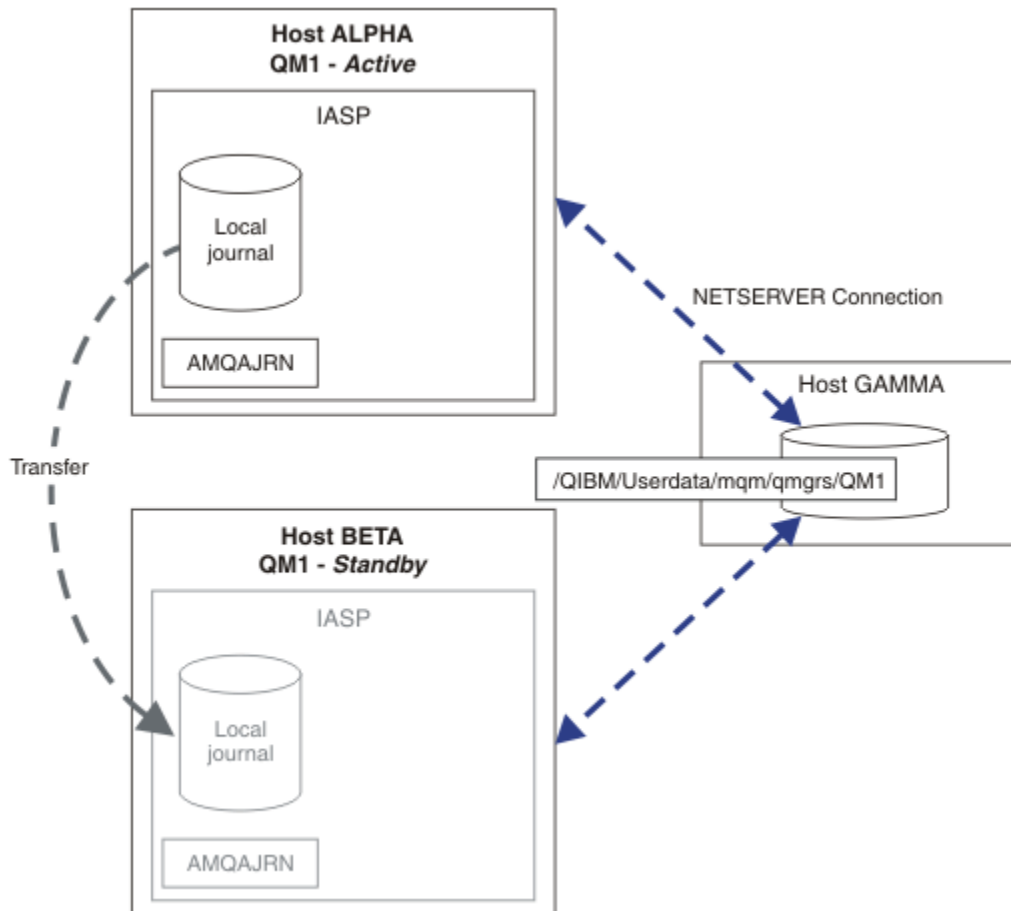 Host ALPHA
QM1 - Active
IASP
Local
journal
AMQAJRN
NETSERVER Connection
Host GAMMA
/QIBM/Userdata/mqm/qmgrs/QM1
Transfer
Host BETA
QM1 - Standby
IASP
Local
journal
AMQAJRN